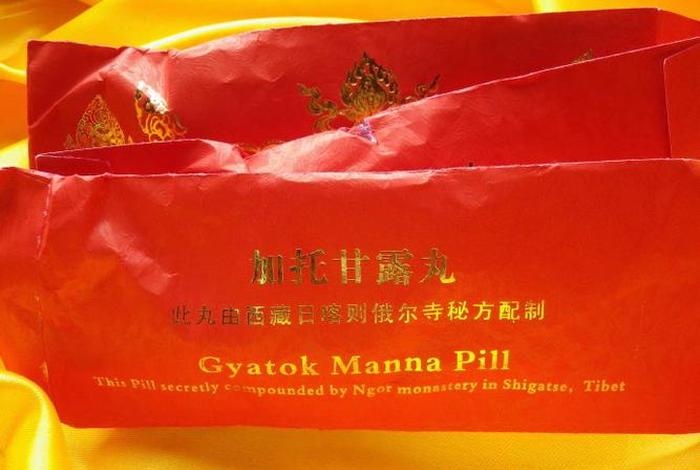 加托甘露丸
此丸由西藏日喀则俄尔寺秘方配制
Gyatok Manna Pill
This Pill secretly compounded by Ngor monastery in Shigatse, Tibet